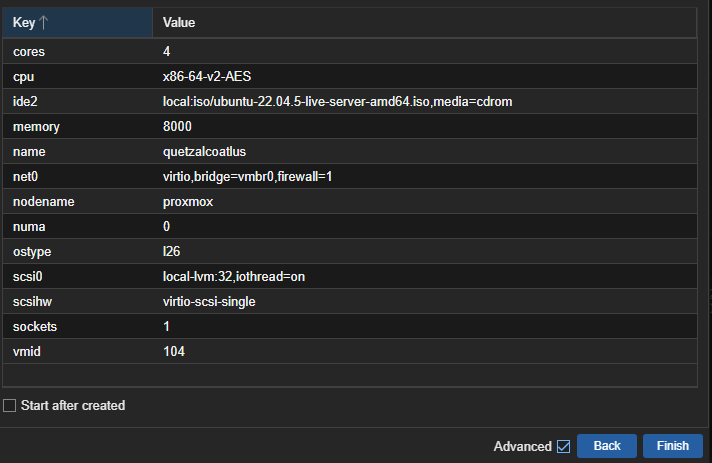 Key ↑ Value
cores 4
cpu x86-64-v2-AES
ide2 local:iso/ubuntu-22.04.5-live-server-amd64.iso,media=cdrom
memory 8000
name quetzalcoatlus
net0 virtio,bridge=vmbr0,firewall=1
nodename proxmox
numa 0
ostype l26
scsi0 local-lvm:32,iothread=on
scsihw virtio-scsi-single
sockets 1
vmid 104
Start after created
Advanced Back Finish